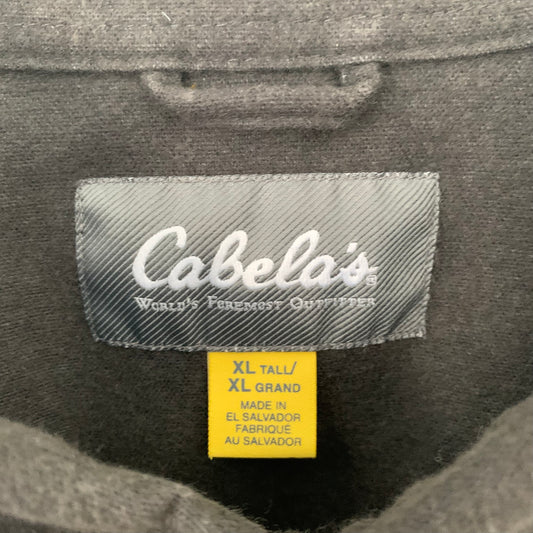 Cabela's®
WORLD'S FOREMOST OUTFITTER
XL TALL/
XL GRAND
MADE IN
EL SALVADOR
FABRIQUÉ
AU SALVADOR